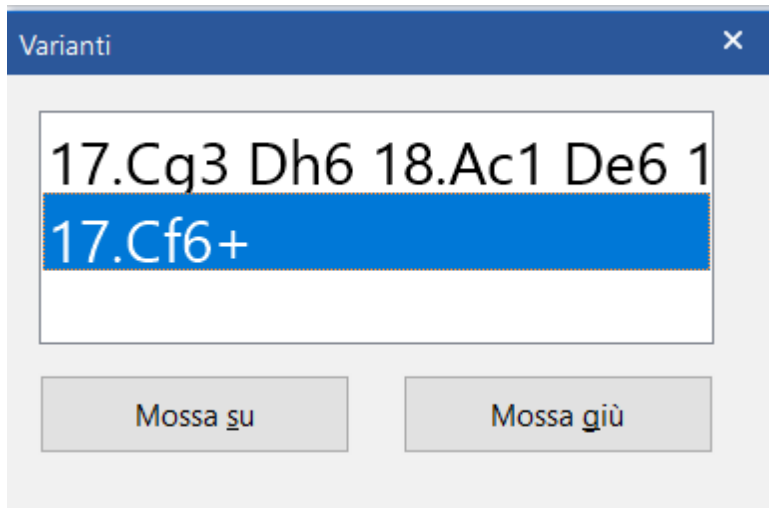 Varianti
17.Cg3 Dh6 18.Ac1 De6 1
17.Cf6+
Mossa su
Mossa giù